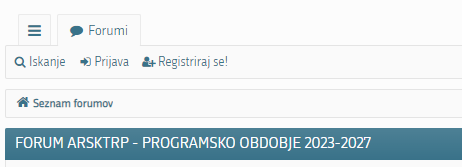 Forumi
Iskanje Prijava Registriraj se!
Seznam forumov
FORUM ARSKTRP - PROGRAMSKO OBDOBJE 2023-2027